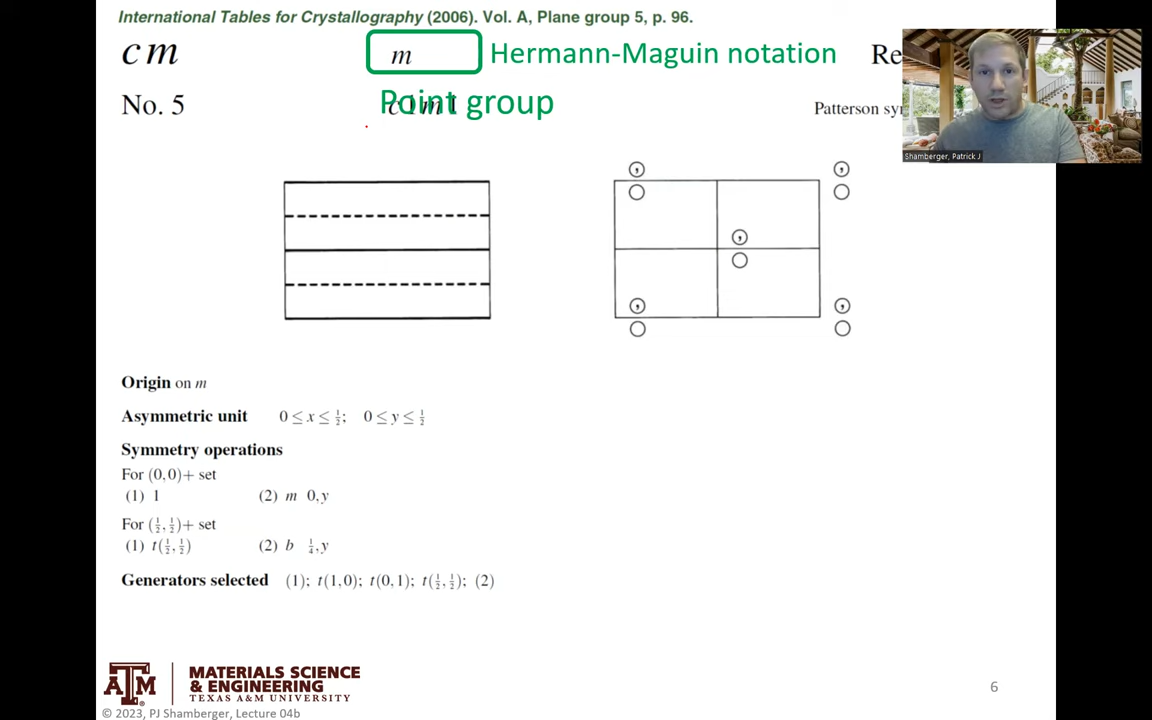 International Tables for Crystallography (2006). Vol. A, Plane group 5, p. 96.
cm m Hermann-Maguin notation Re
No. 5 Point group
Patterson sy
Shamberger, Patrick J
Origin on m
Asymmetric unit 0 ≤ x ≤ ½; 0 ≤ y ≤ ½
Symmetry operations
For (0,0)+ set
(1) 1 (2) m 0,y
For (½,½)+ set
(1) t(½,½) (2) b ¼,y
Generators selected (1); t(1,0); t(0,1); t(½,½); (2)
MATERIALS SCIENCE
& ENGINEERING
TEXAS A&M UNIVERSITY
6
© 2023, PJ Shamberger, Lecture 04b